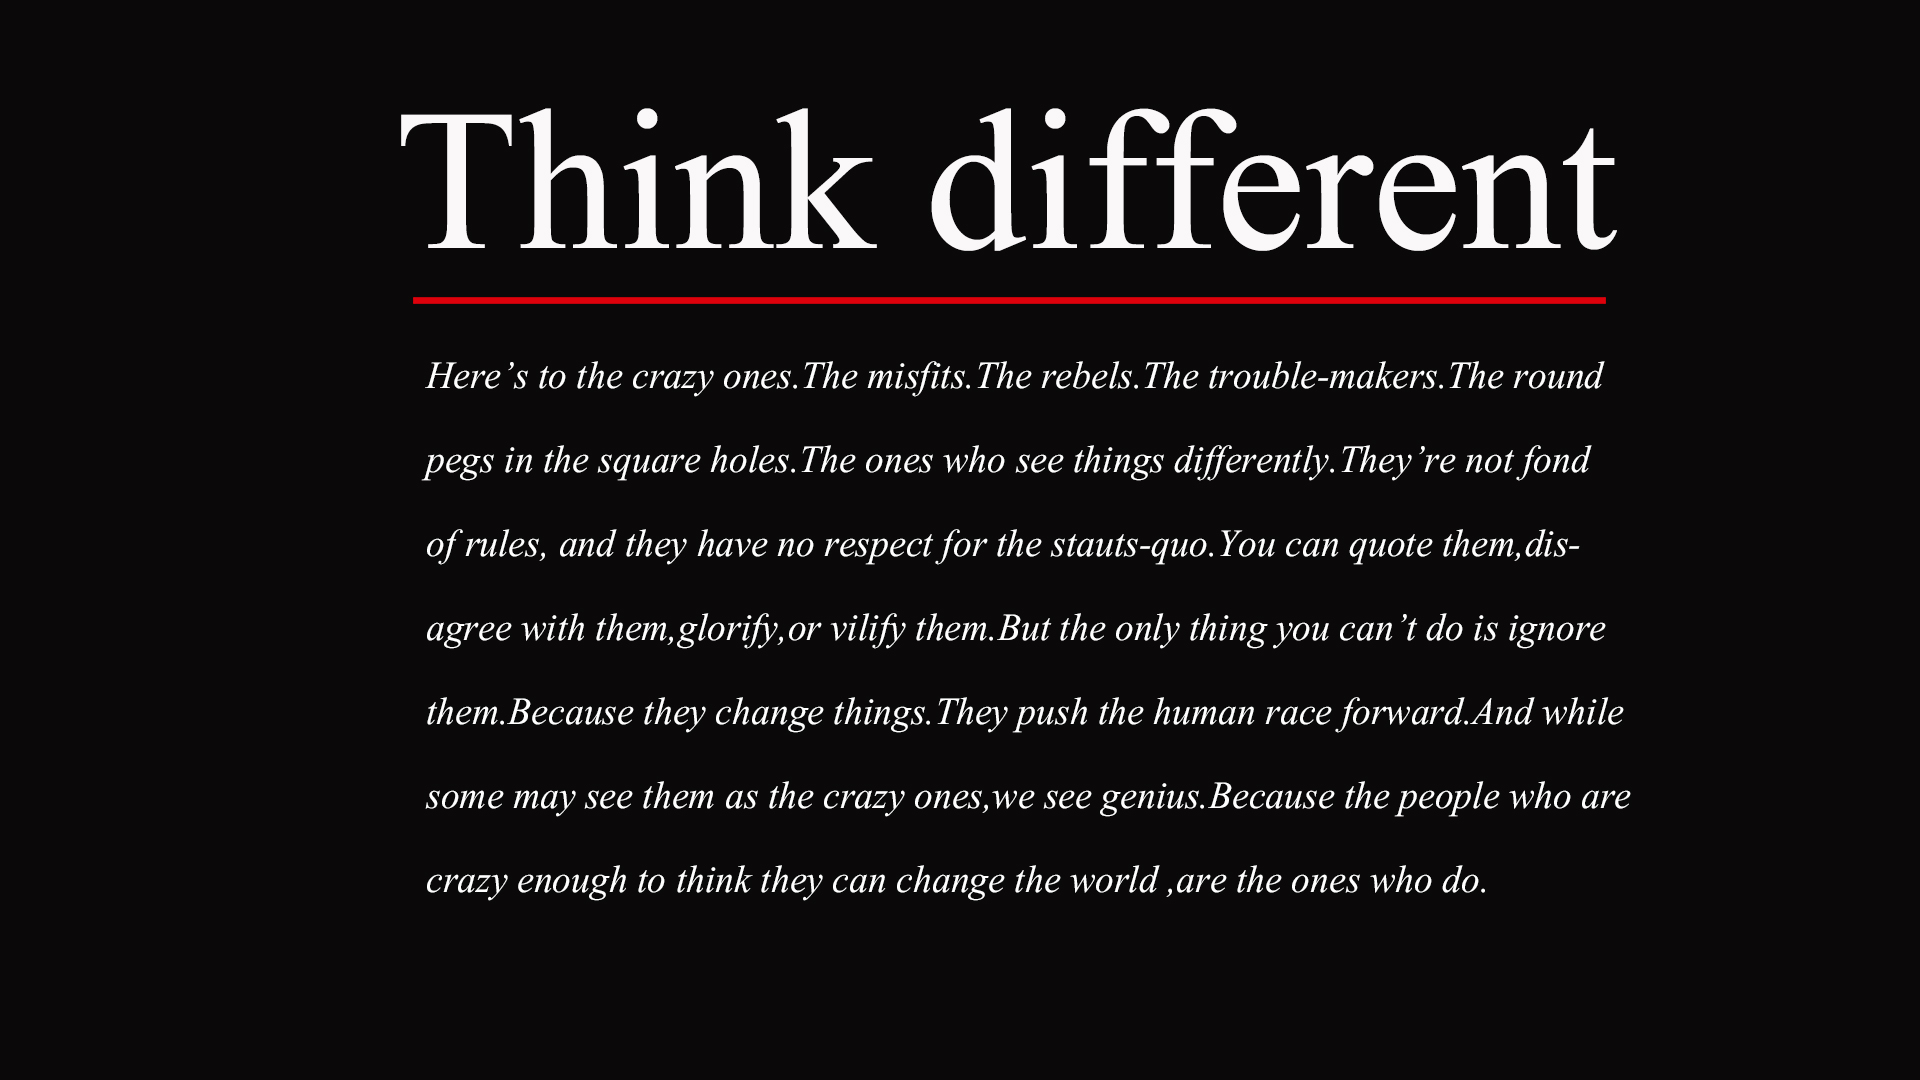 Think different
Here’s to the crazy ones.The misfits.The rebels.The trouble-makers.The round
pegs in the square holes.The ones who see things differently.They’re not fond
of rules, and they have no respect for the stauts-quo.You can quote them,dis-
agree with them,glorify,or vilify them.But the only thing you can’t do is ignore
them.Because they change things.They push the human race forward.And while
some may see them as the crazy ones,we see genius.Because the people who are
crazy enough to think they can change the world ,are the ones who do.